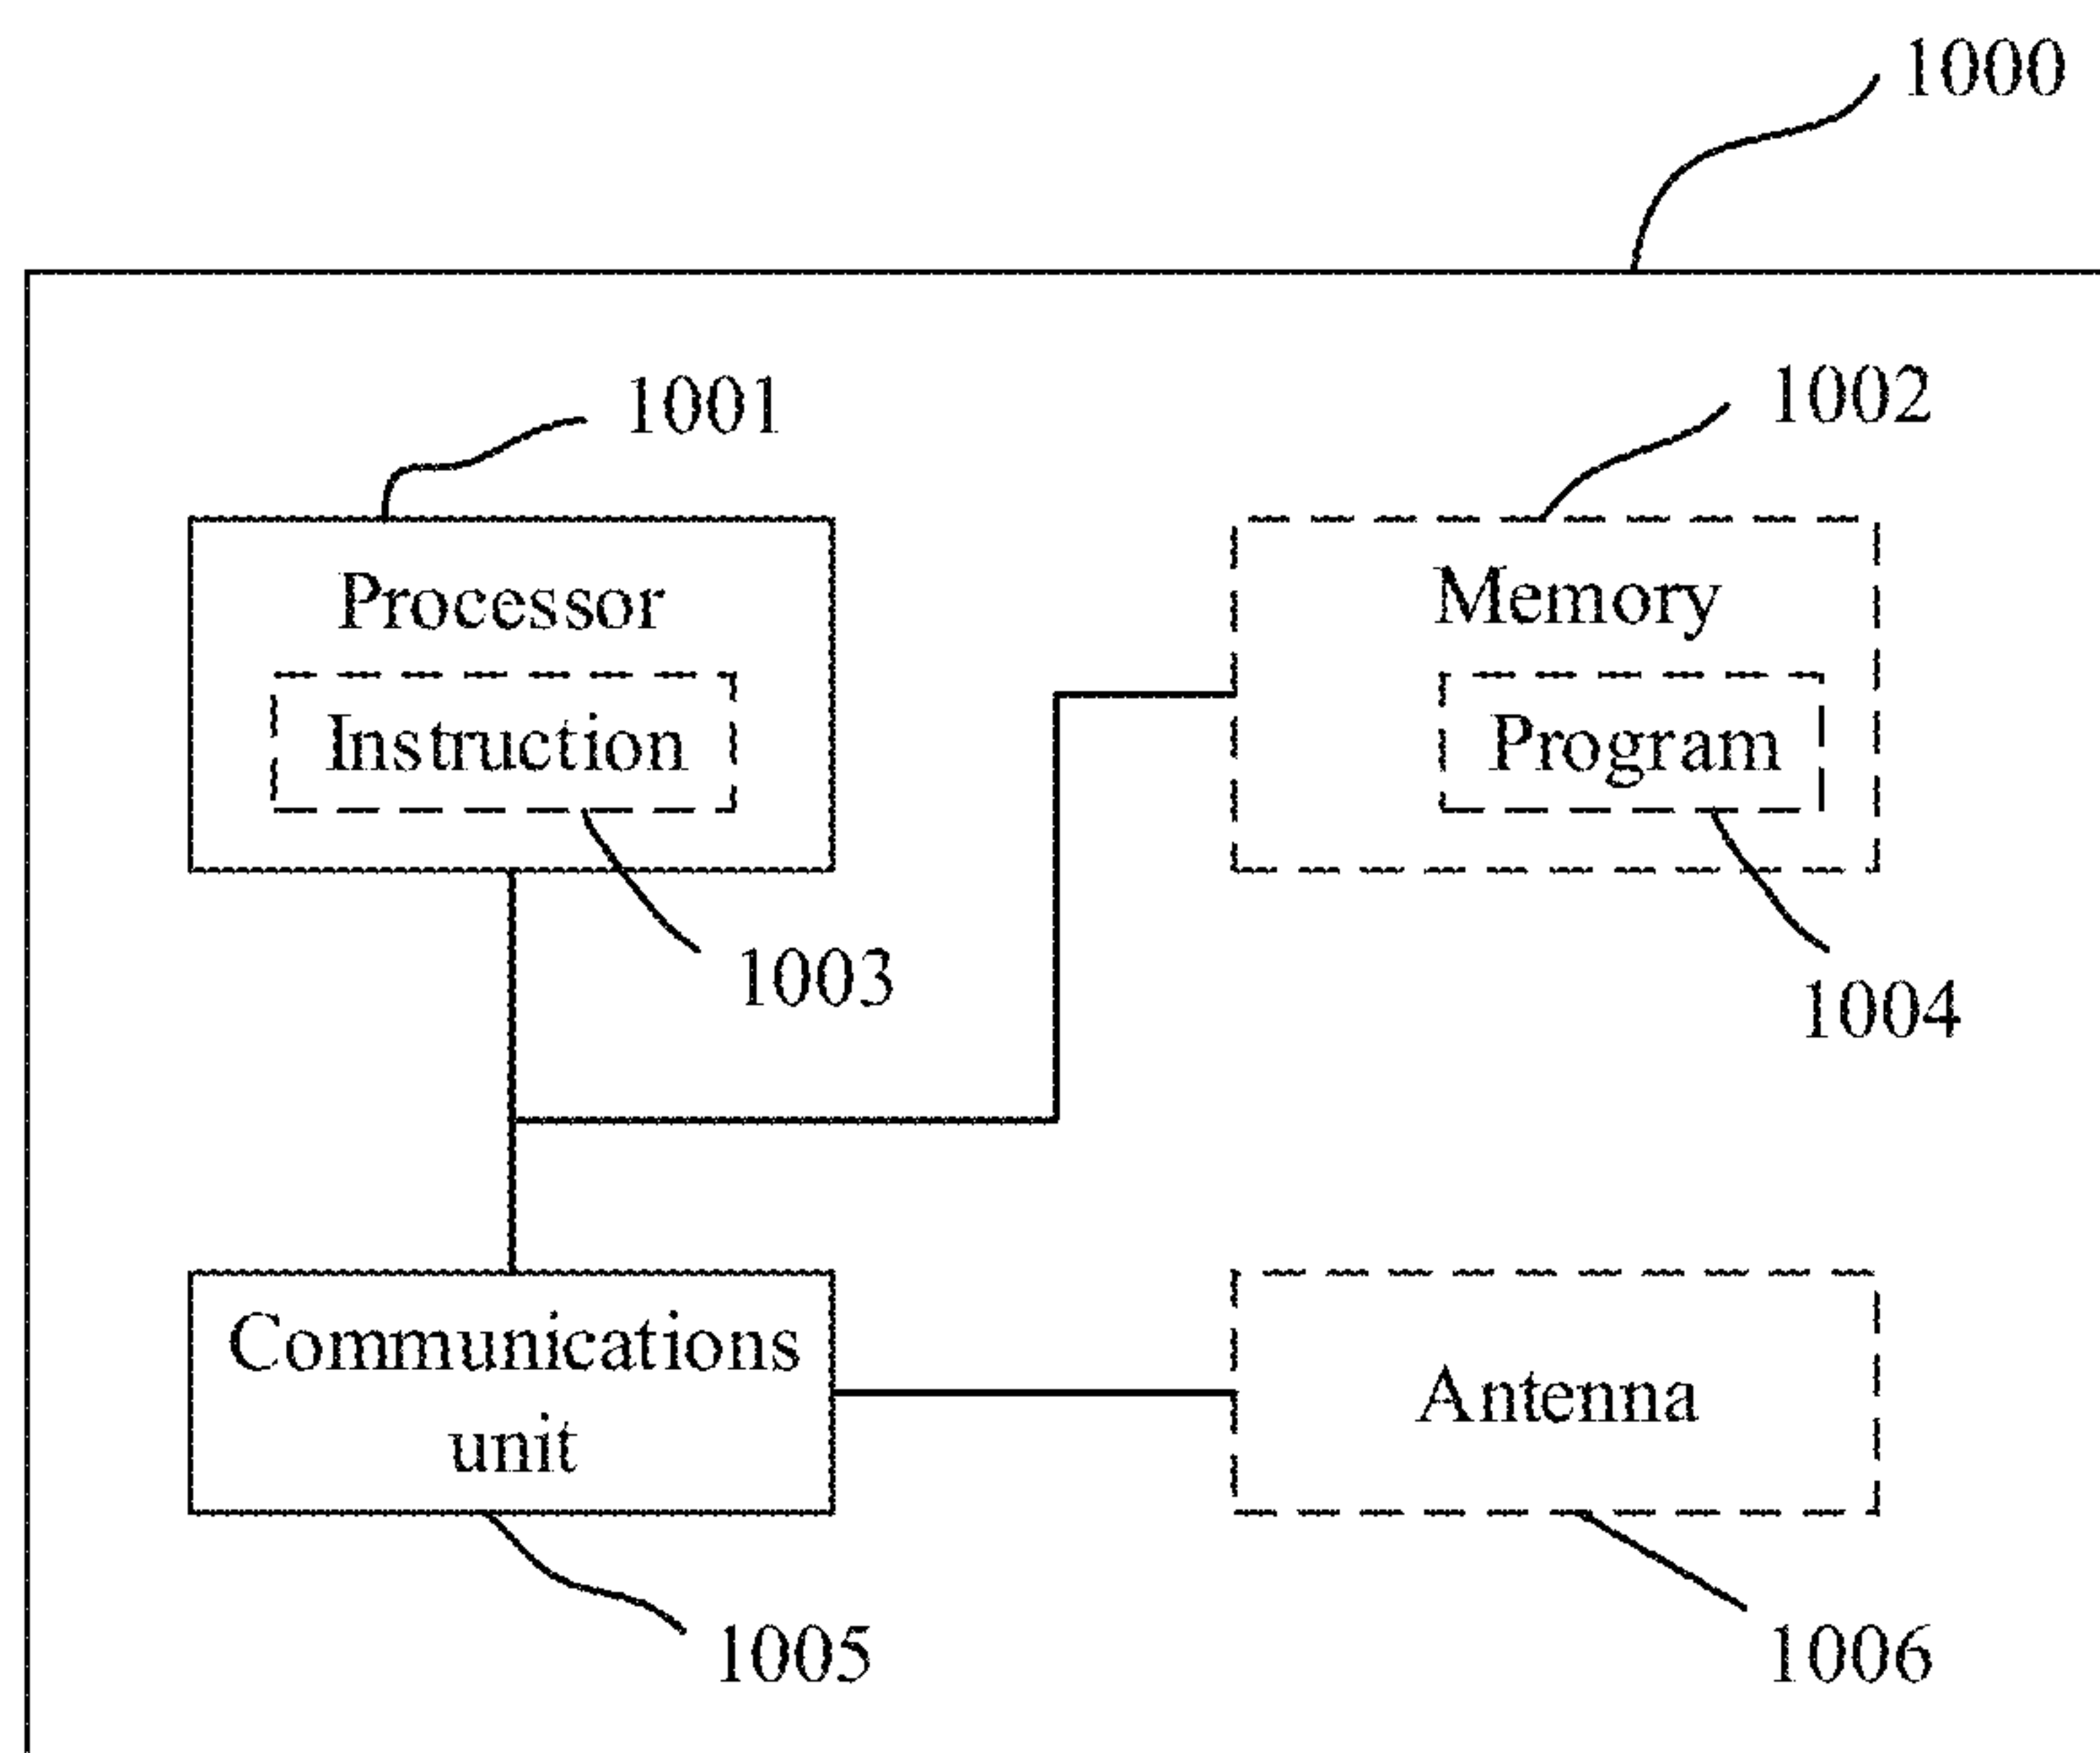 1000
1001
1002
Processor
Memory
Instruction
Program
1003
1004
Communications
unit
Antenna
1005
1006